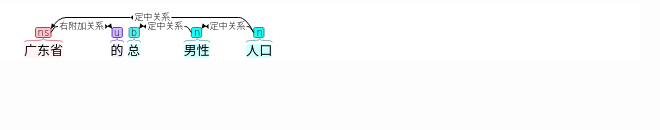 定中关系
右附加关系 定中关系 定中关系
ns u b n n
广东省 的 总 男性 人口